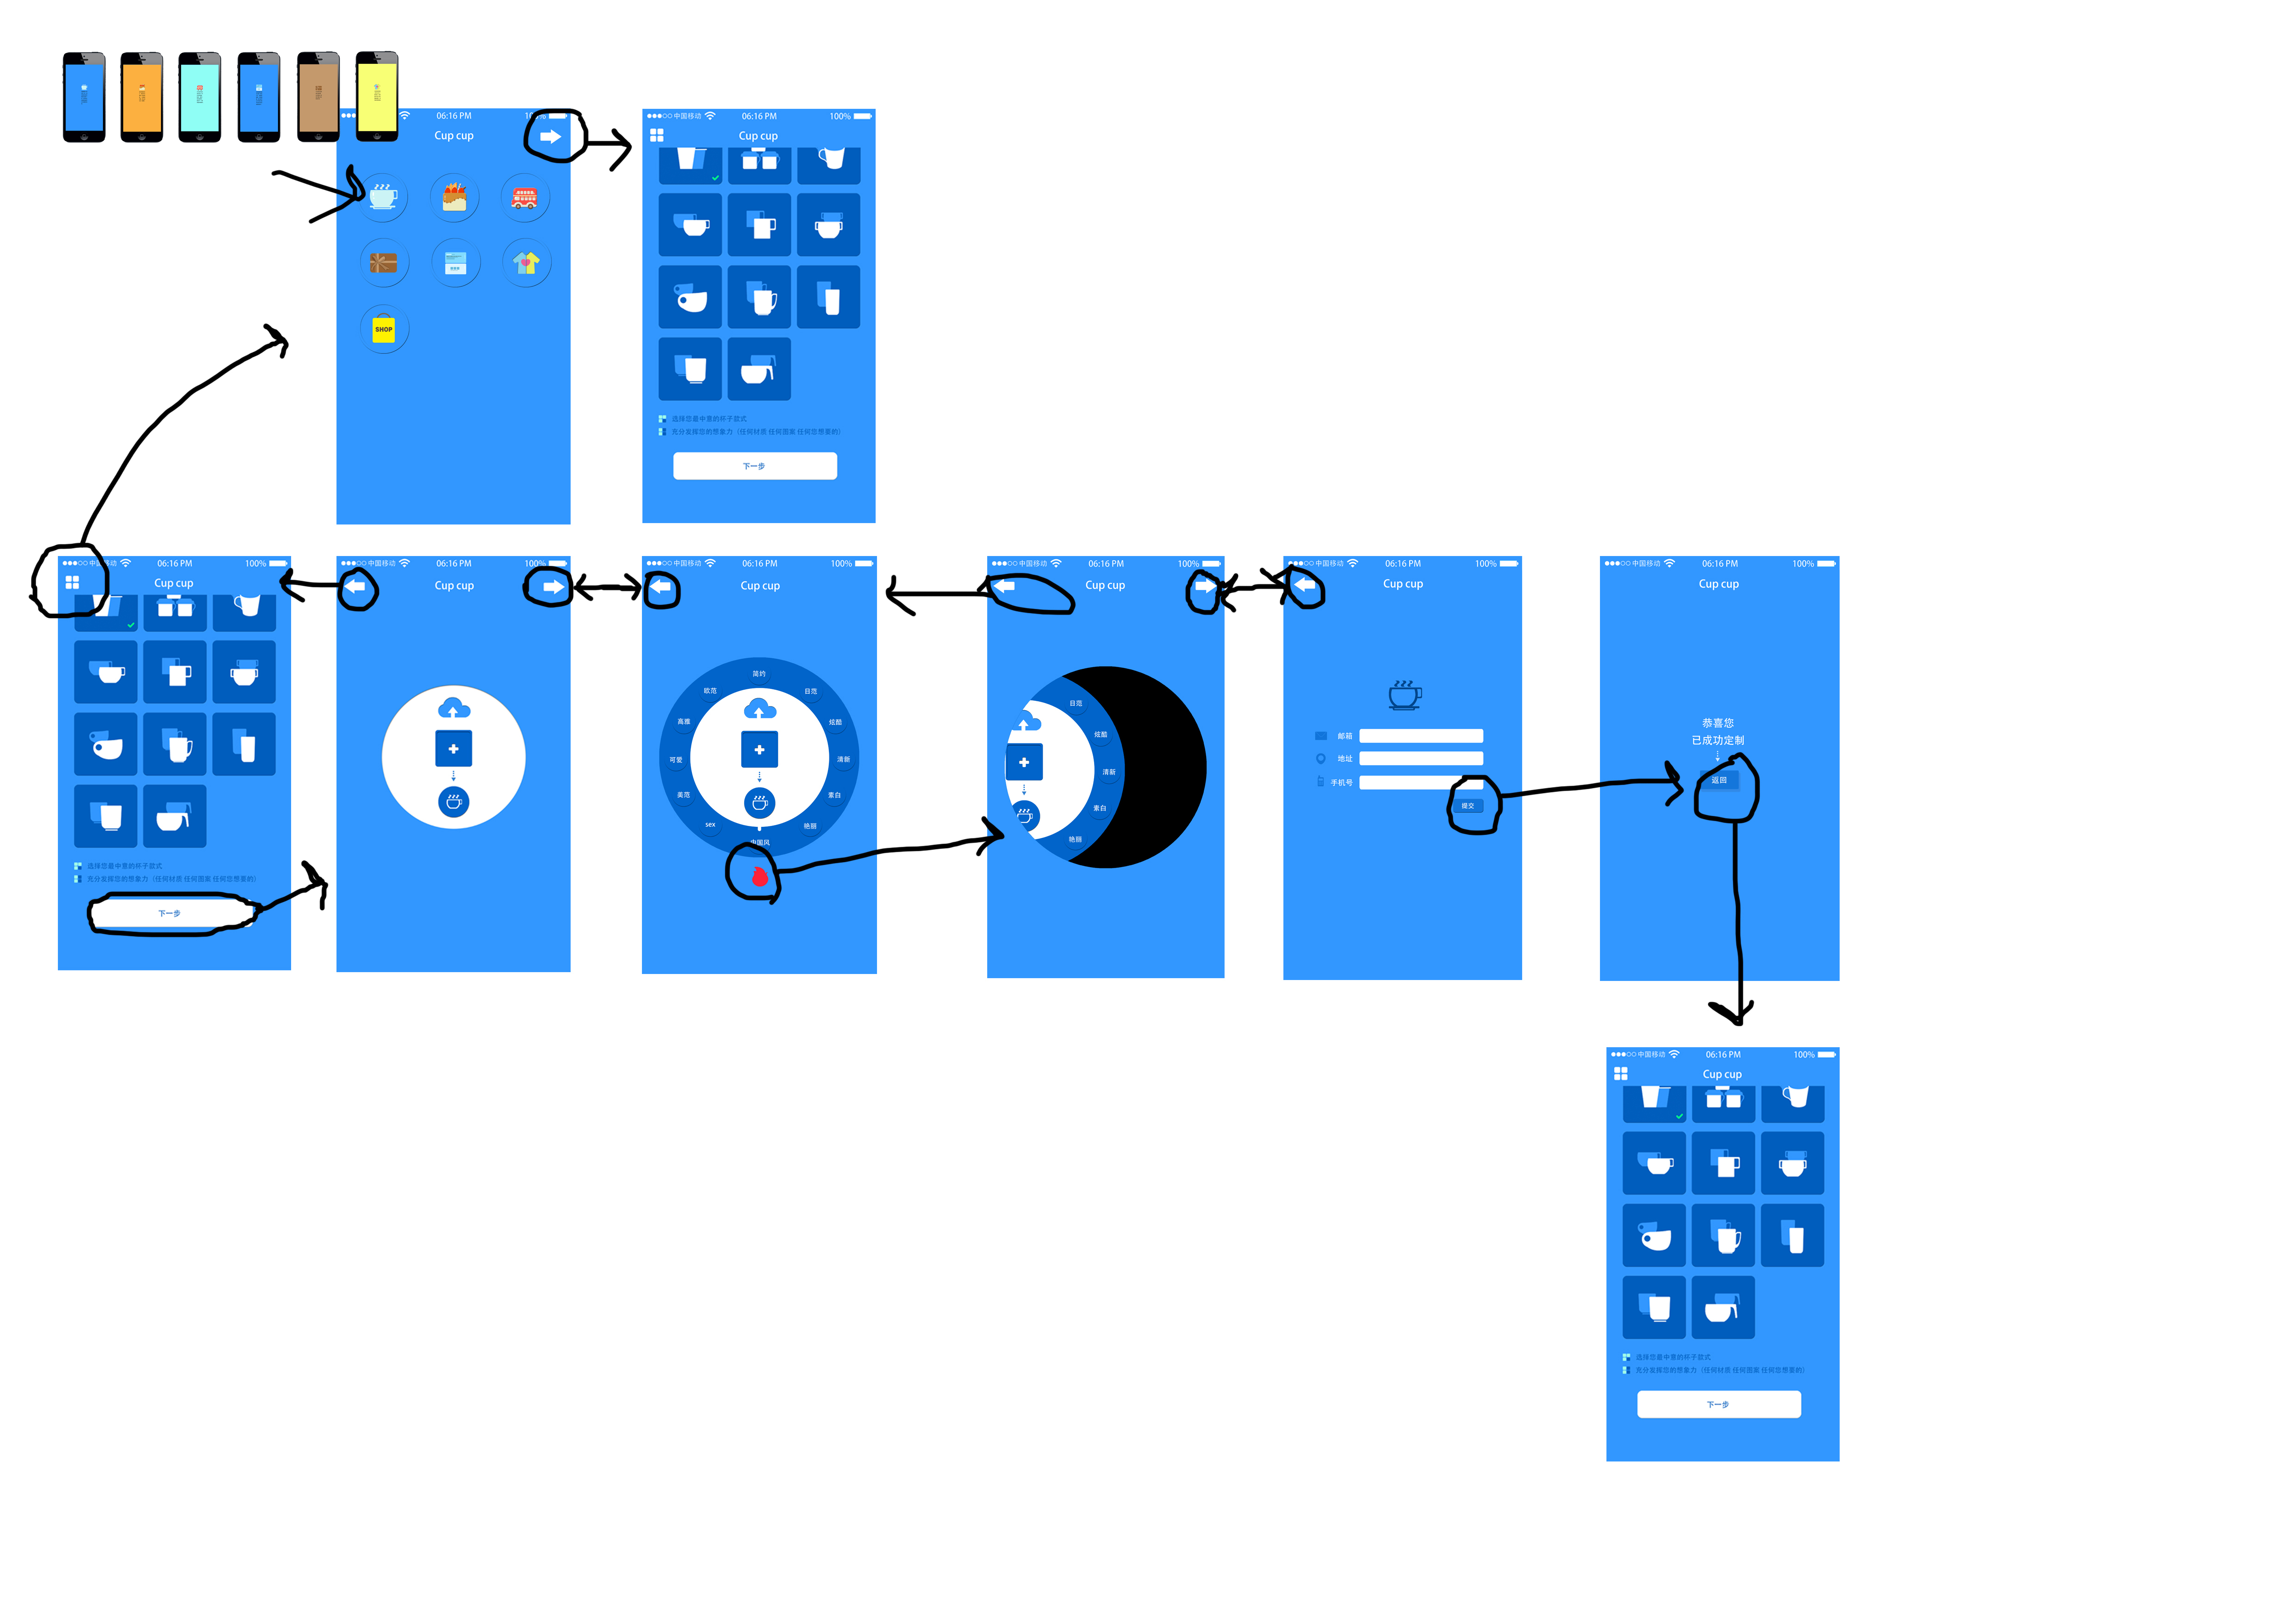 中国移动 06:16 PM 100%
Cup cup
SHOP
中国移动 06:16 PM 100%
Cup cup
选择您最中意的杯子款式
充分发挥您的想象力（任何材质 任何图案 任何您想要的）
下一步
中国移动 06:16 PM 100%
Cup cup
选择您最中意的杯子款式
充分发挥您的想象力（任何材质 任何图案 任何您想要的）
下一步
中国移动 06:16 PM 100%
Cup cup
中国移动 06:16 PM 100%
Cup cup
简约
欧范
日范
高雅
炫酷
可爱
清新
美范
素白
sex
艳丽
中国风
中国移动 06:16 PM 100%
Cup cup
日范
炫酷
清新
素白
艳丽
中国移动 06:16 PM 100%
Cup cup
邮箱
地址
手机号
提交
中国移动 06:16 PM 100%
Cup cup
恭喜您
已成功定制
返回
中国移动 06:16 PM 100%
Cup cup
选择您最中意的杯子款式
充分发挥您的想象力（任何材质 任何图案 任何您想要的）
下一步